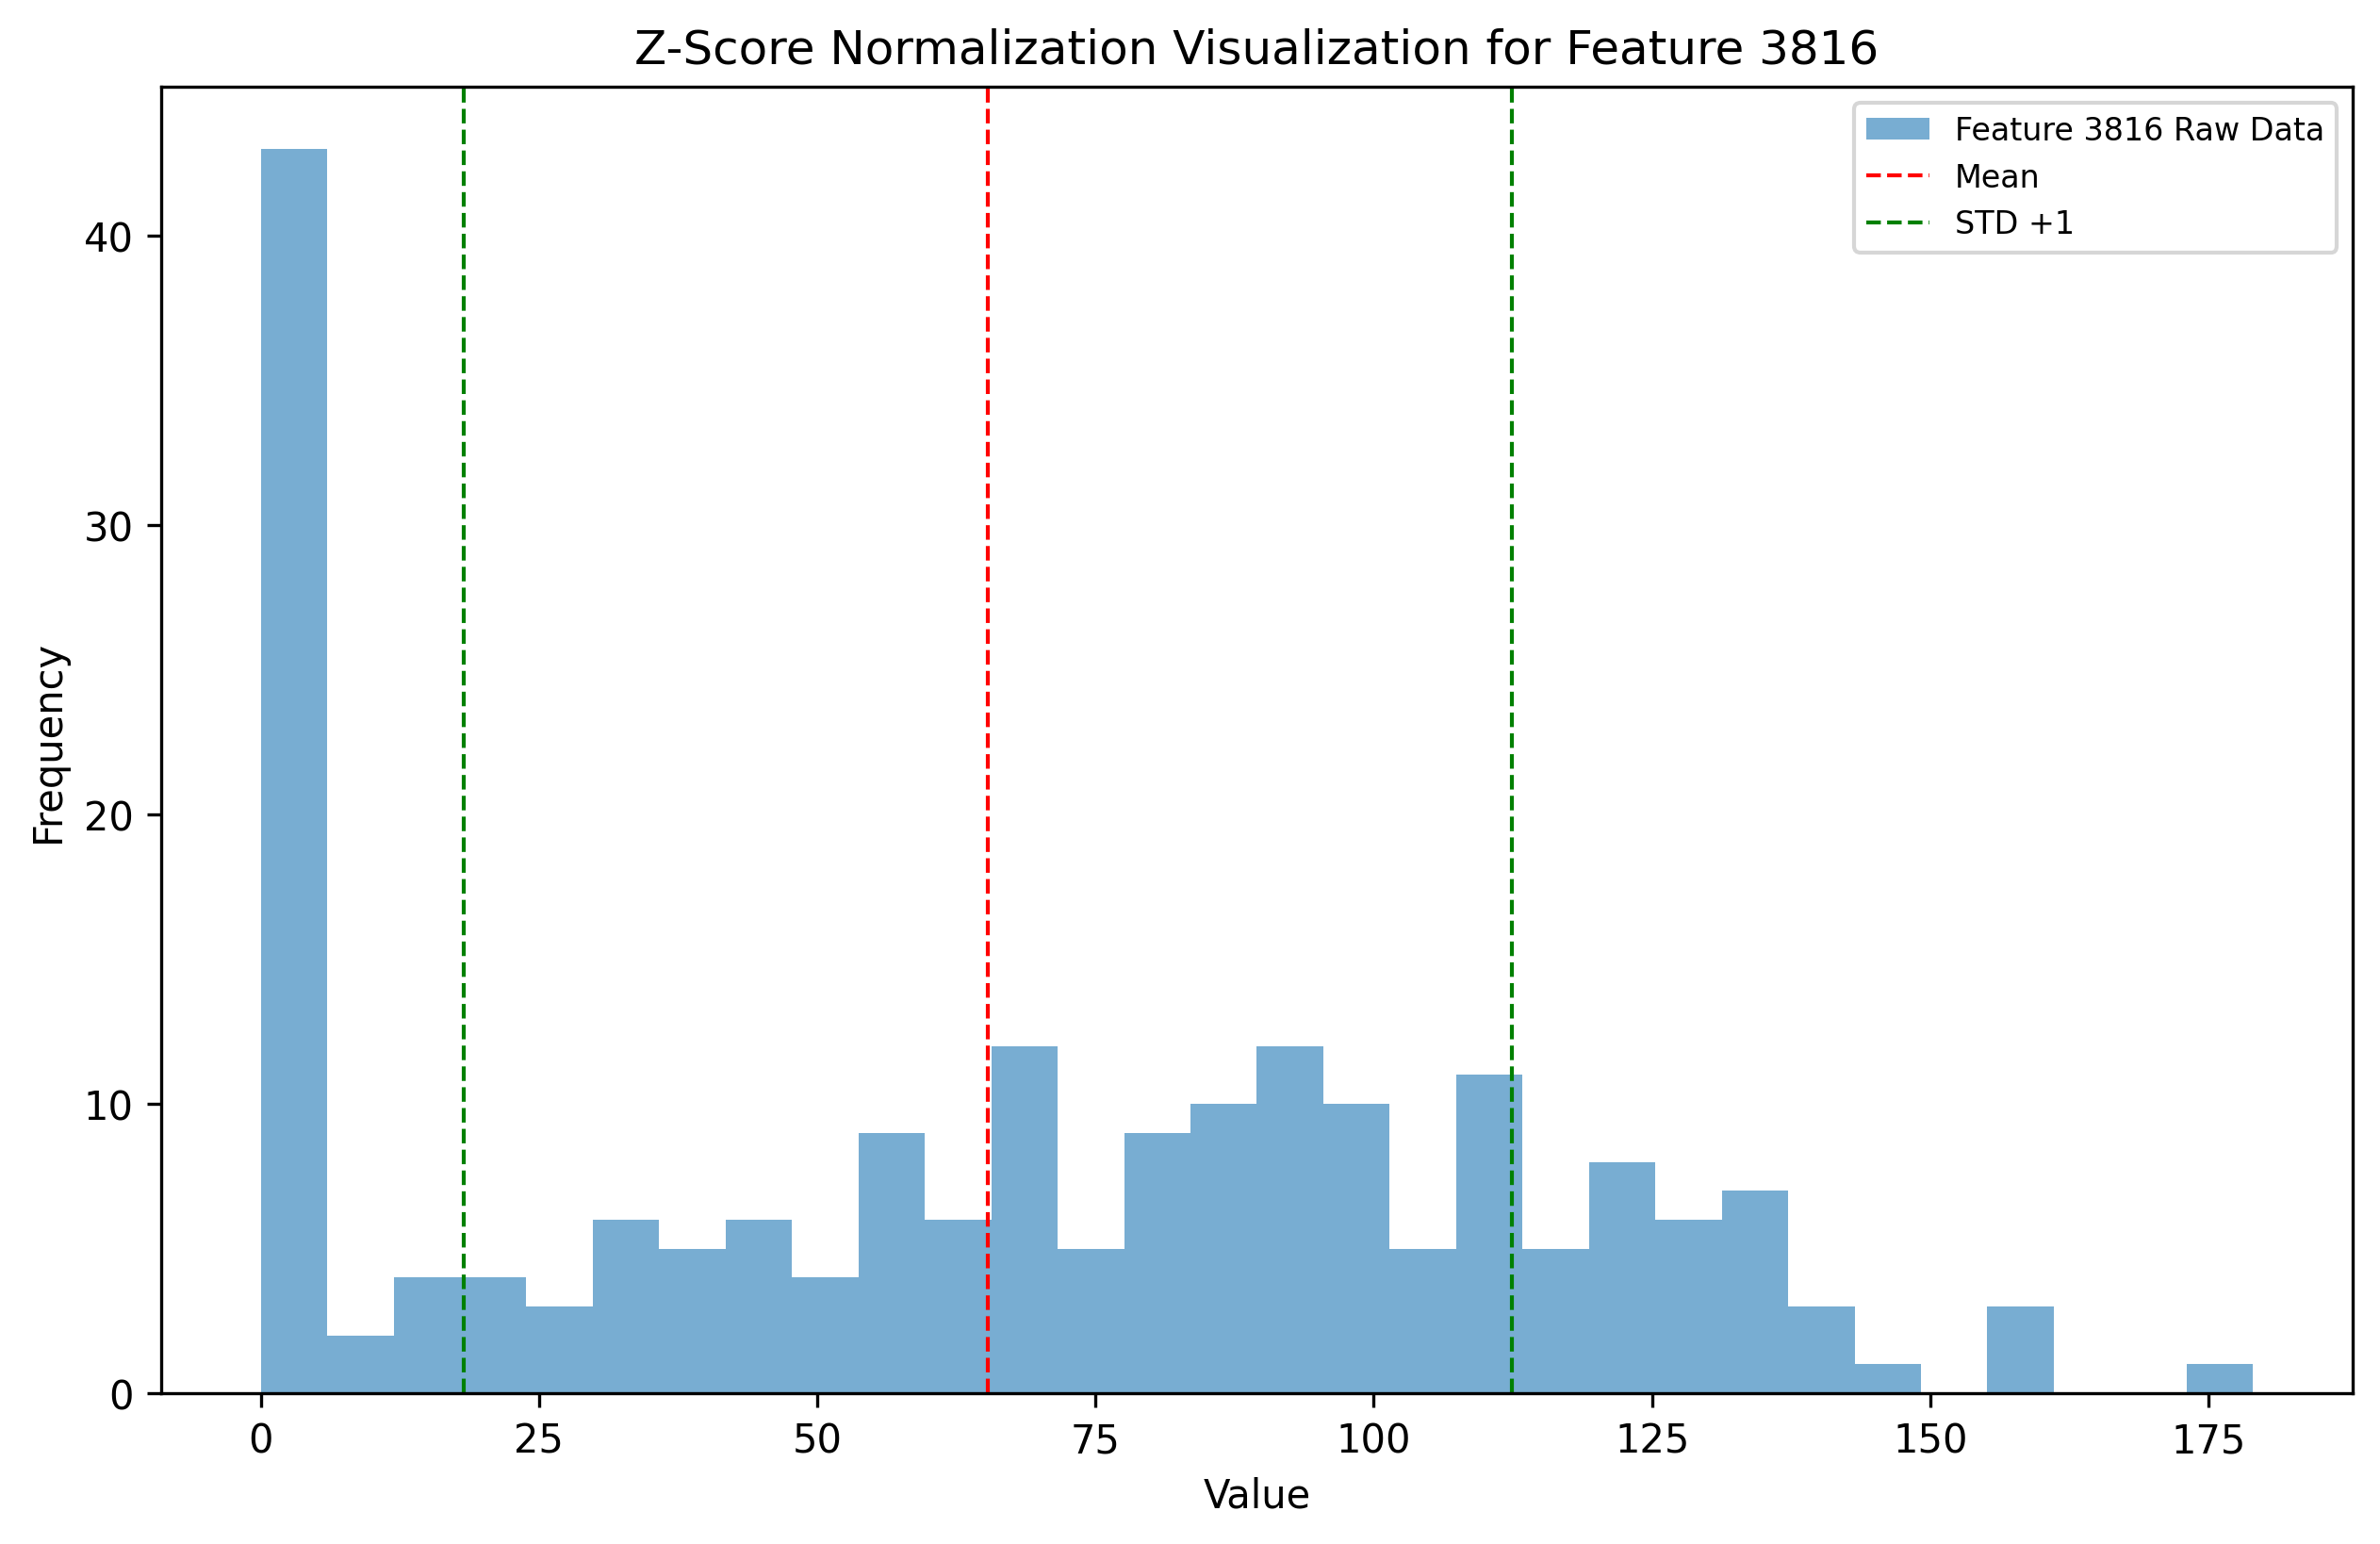 Z-Score Normalization Visualization for Feature 3816
Feature 3816 Raw Data
Mean
STD +1
Frequency
40
30
20
10
0
0 25 50 75 100 125 150 175
Value